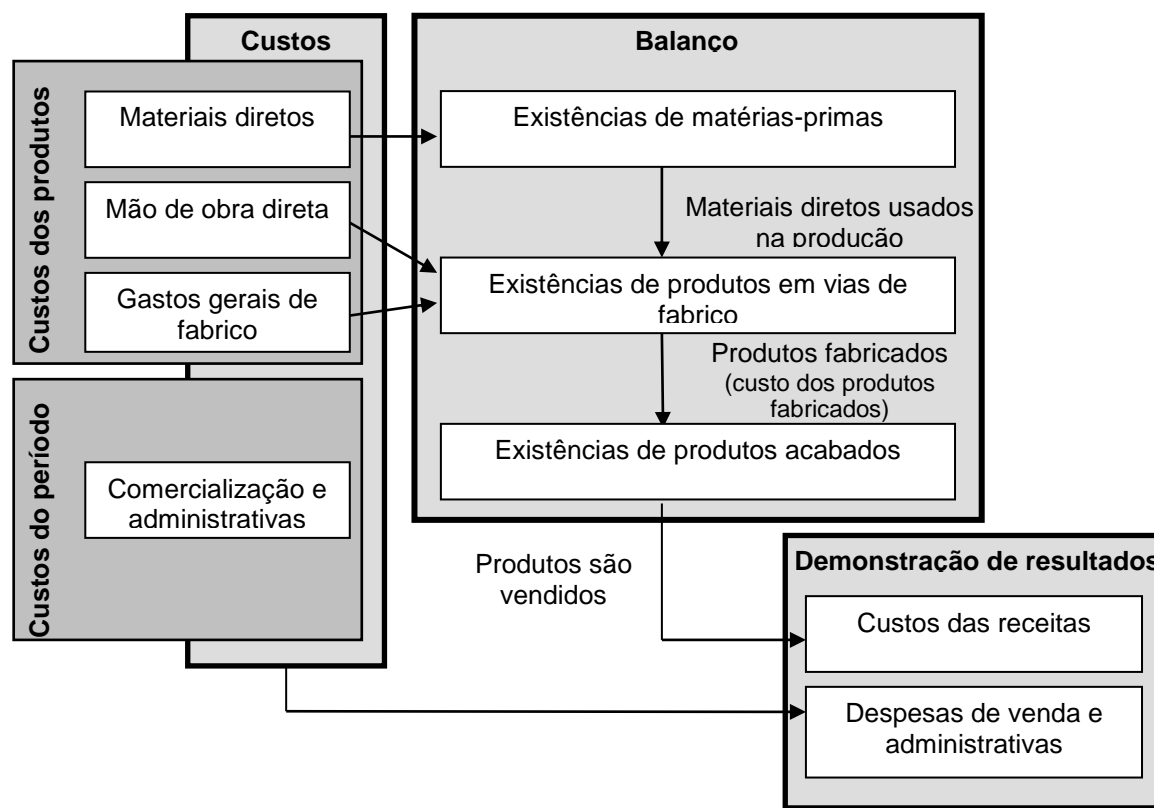 Custos
Custos dos produtos
Materiais diretos
Mão de obra direta
Gastos gerais de
fabrico
Custos do período
Comercialização e
administrativas
Balanço
Existências de matérias-primas
Materiais diretos usados
na produção
Existências de produtos em vias de
fabrico
Produtos fabricados
(custo dos produtos
fabricados)
Existências de produtos acabados
Produtos são
vendidos
Demonstração de resultados
Custos das receitas
Despesas de venda e
administrativas